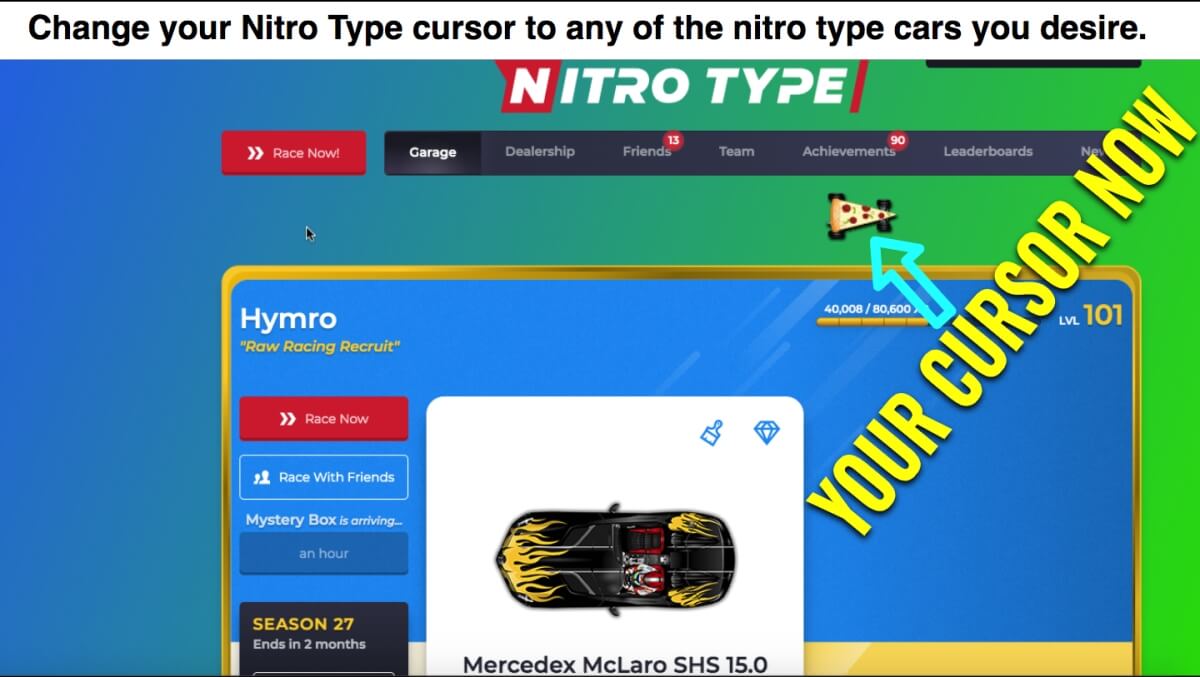 Change your Nitro Type cursor to any of the nitro type cars you desire.
NITRO TYPE
Race Now!
Garage
Dealership
Friends
13
Team
Achievements
90
Leaderboards
YOUR CURSOR NOW
Hymro
"Raw Racing Recruit"
40,008 / 80,600
LVL 101
Race Now
Race With Friends
Mystery Box is arriving...
an hour
SEASON 27
Ends in 2 months
Mercedex McLaro SHS 15.0